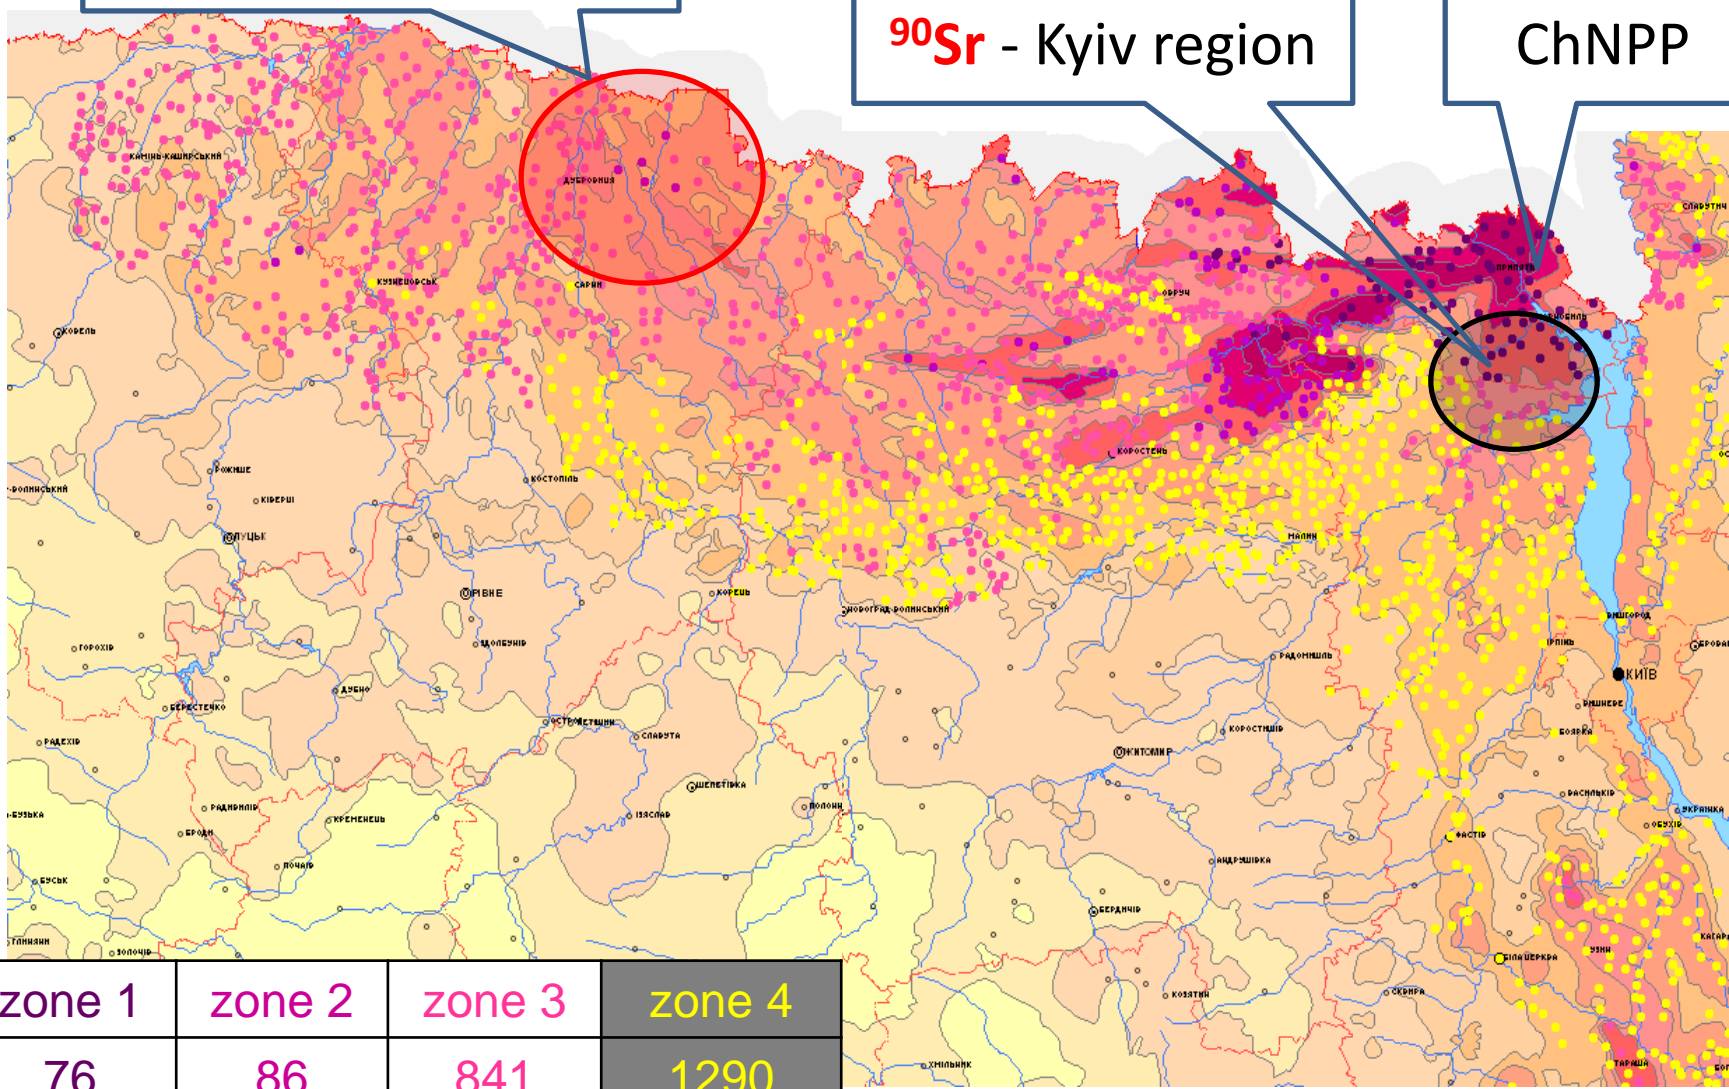 ⁹⁰Sr - Kyiv region
ChNPP
КАМІНЬ-КАШИРСЬКИЙ
ДУБРОВИЦЯ
СЛАВУТИЧ
ПРИПЯТЬ
КУЗНЕЦОВСЬК
САРНИ
ОВРУЧ
КОВЕЛЬ
КОРОСТЕНЬ
РОЖИЩЕ
КОСТОПІЛЬ
КІВЕРЦІ
ЛУЦЬК
МАЛИН
РІВНЕ
КОРЕЦЬ
НОВОГРАД-ВОЛИНСЬКИЙ
ВИШГОРОД
ЗДОЛБУНІВ
ІРПІНЬ
ГОРОХІВ
РАДОМИШЛЬ
КИЇВ
ДУБНО
БЕРЕСТЕЧКО
ВИШНЕВЕ
СЛАВУТА
КОРОСТИШІВ
БОЯРКА
РАДЕХІВ
ЖИТОМИР
ШЕПЕТІВКА
ВАСИЛЬКІВ
РАДИВИЛІВ
ПОЛОНН
УКРАЇНКА
КРЕМЕНЕЦЬ
ІЗЯСЛАВ
ОБУХІВ
БРОДИ
ФАСТІВ
ПОЧАЇВ
АНДРУШІВКА
БУСЬК
БЕРДИЧІВ
УЗИН
ЗОЛОЧІВ
БІЛА ЦЕРКВА
СКВИРА
КОЗЯТИН
ХМІЛЬНИК
ТАРАЩА
zone 1 zone 2 zone 3 zone 4
76 86 841 1290